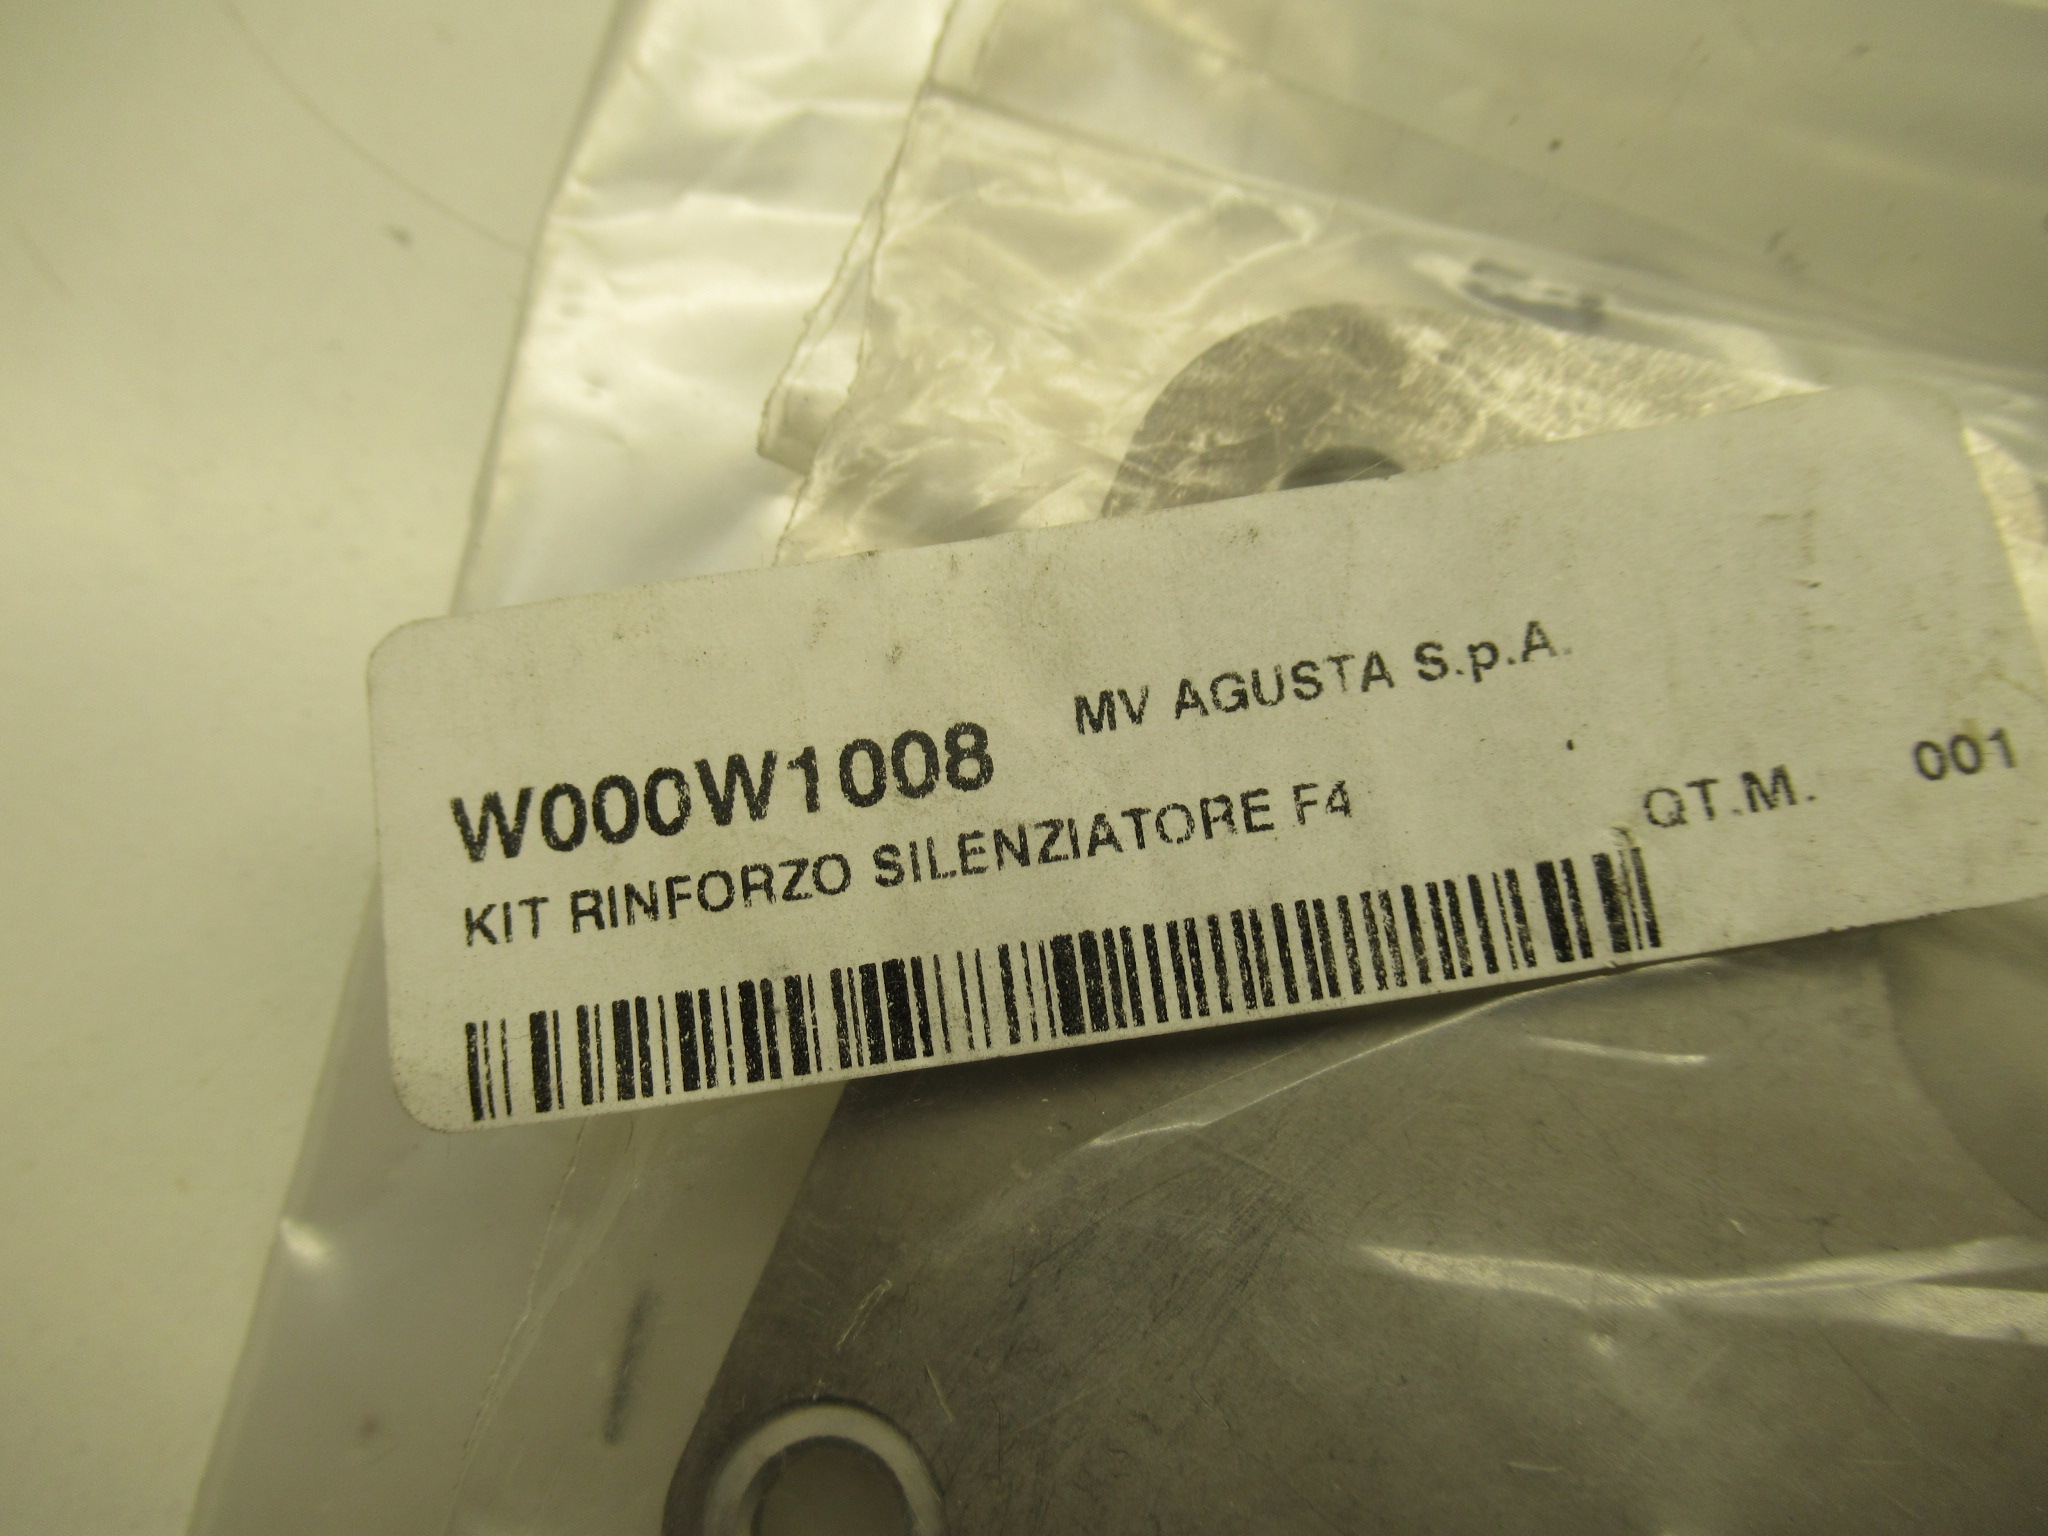 MV AGUSTA S.p.A.
W000W1008
KIT RINFORZO SILENZIATORE F4
QT.M. 001